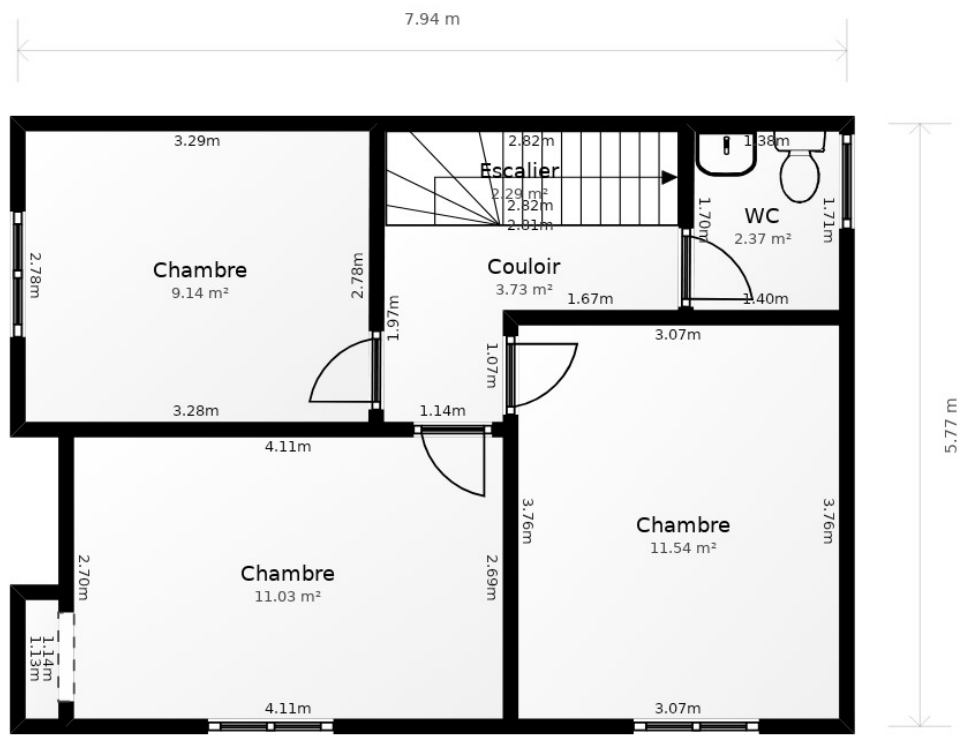 7.94 m
3.29m
2.82m
1.38m
Escalier
2.29 m²
2.82m
2.81m
1.70m
WC
2.37 m²
1.71m
2.78m
Chambre
9.14 m²
2.78m
Couloir
3.73 m²
1.67m
1.40m
1.97m
3.07m
1.07m
3.28m
1.14m
5.77 m
4.11m
3.76m
Chambre
11.54 m²
3.76m
2.70m
Chambre
11.03 m²
2.69m
1.13m
1.14m
4.11m
3.07m